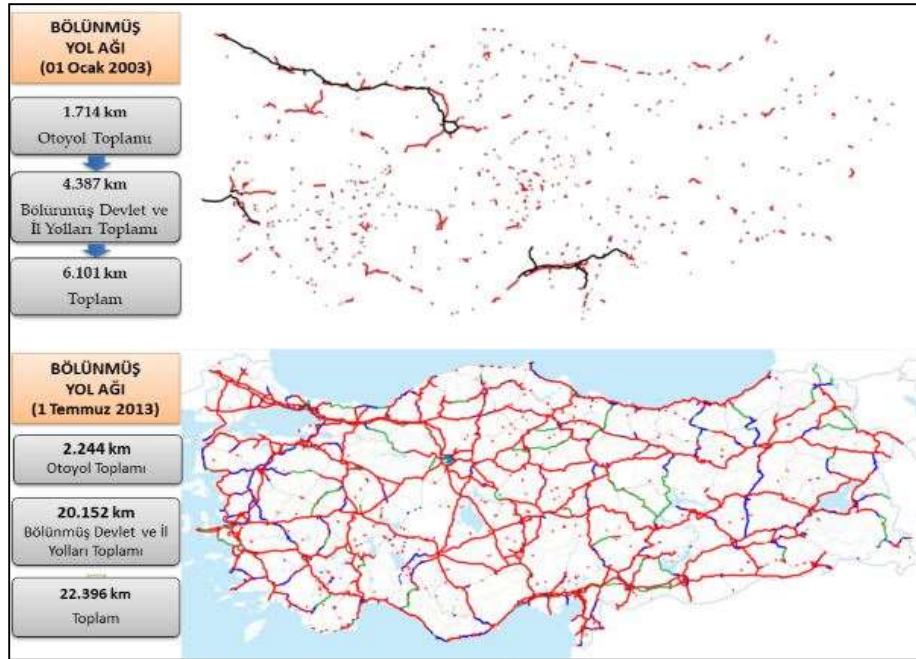 BÖLÜNMÜŞ
YOL AĞI
(01 Ocak 2003)
1.714 km
Otoyol Toplamı
4.387 km
Bölünmüş Devlet ve
İl Yolları Toplamı
6.101 km
Toplam
BÖLÜNMÜŞ
YOL AĞI
(1 Temmuz 2013)
2.244 km
Otoyol Toplamı
20.152 km
Bölünmüş Devlet ve İl
Yolları Toplamı
22.396 km
Toplam